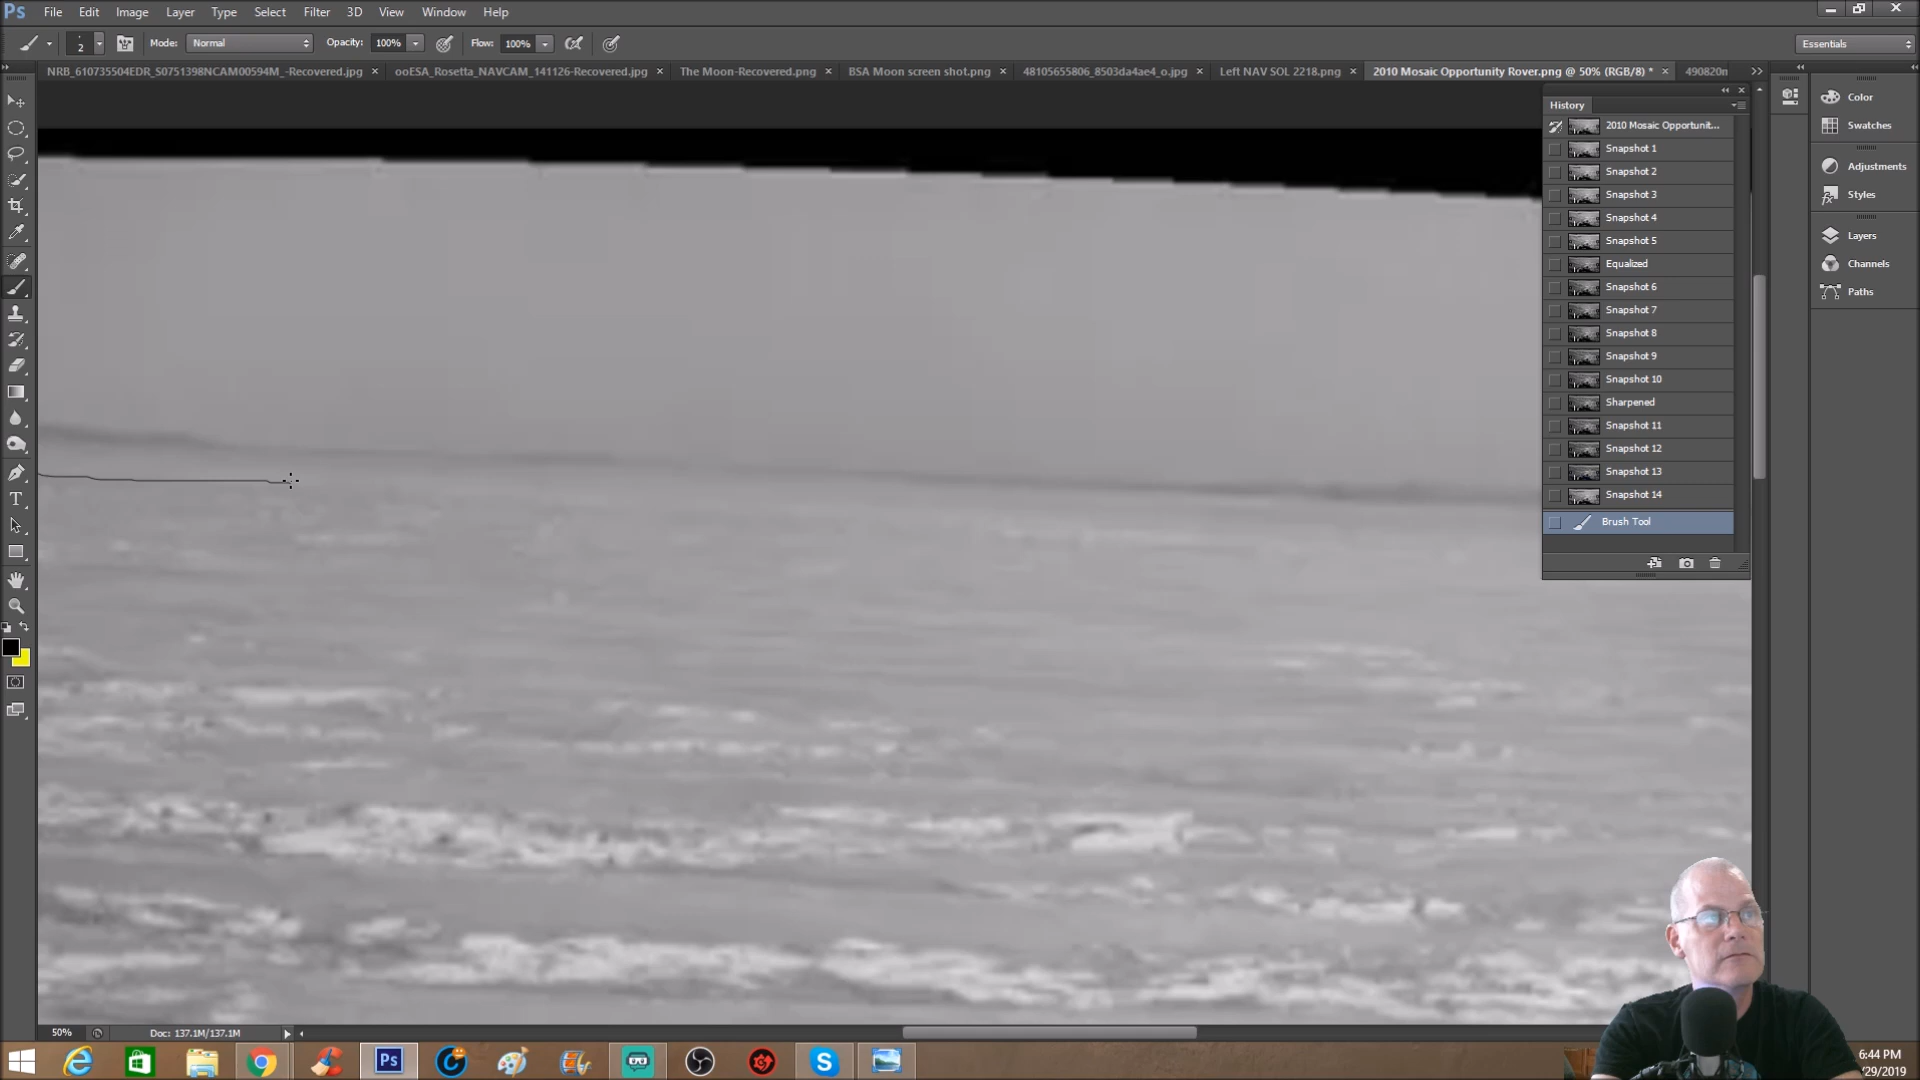 Ps File Edit Image Layer Type Select Filter 3D View Window Help
2 Mode: Normal Opacity: 100% Flow: 100% Essentials
NRB_610735504EDR_S0751398NCAM00594M_-Recovered.jpg × ooESA_Rosetta_NAVCAM_141126-Recovered.jpg × The Moon-Recovered.png × BSA Moon screen shot.png × 48105655806_8503da4ae4_o.jpg × Left NAV SOL 2218.png × 2010 Mosaic Opportunity Rover.png @ 50% (RGB/8) * × 490820
History
2010 Mosaic Opportunit...
Snapshot 1
Snapshot 2
Snapshot 3
Snapshot 4
Snapshot 5
Equalized
Snapshot 6
Snapshot 7
Snapshot 8
Snapshot 9
Snapshot 10
Sharpened
Snapshot 11
Snapshot 12
Snapshot 13
Snapshot 14
Brush Tool
Color
Swatches
Adjustments
Styles
Layers
Channels
Paths
T
50% Doc: 137.1M/137.1M
Ps
S
6:44 PM
/29/2019